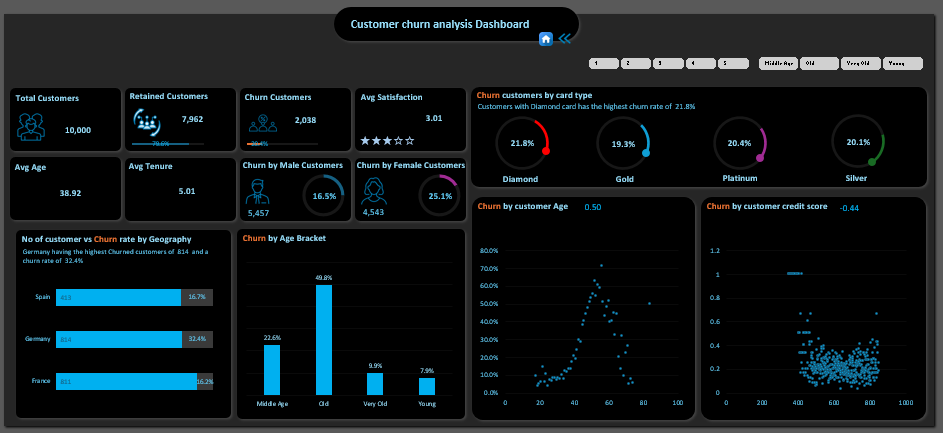 Customer churn analysis Dashboard
1 2 3 4 5 Middle Age Old Very Old Young
Total Customers
10,000
Retained Customers
7,962
79.6%
Churn Customers
2,038
Avg Satisfaction
3.01
Churn customers by card type
Customers with Diamond card has the highest churn rate of 21.8%
21.8% 19.3% 20.4% 20.1%
Diamond Gold Platinum Silver
Avg Age
38.92
Avg Tenure
5.01
Churn by Male Customers
16.5%
5,457
Churn by Female Customers
25.1%
4,543
No of customer vs Churn rate by Geography
Germany having the highest Churned customers of 814 and a
churn rate of 32.4%
Spain 413 16.7%
Germany 814 32.4%
France 811 16.2%
Churn by Age Bracket
22.6% 49.8% 9.9% 7.9%
Middle Age Old Very Old Young
Churn by customer Age 0.50
80.0%
70.0%
60.0%
50.0%
40.0%
30.0%
20.0%
10.0%
0.0%
0 20 40 60 80 100
Churn by customer credit score -0.44
1.2
1
0.8
0.6
0.4
0.2
0
0 200 400 600 800 1000